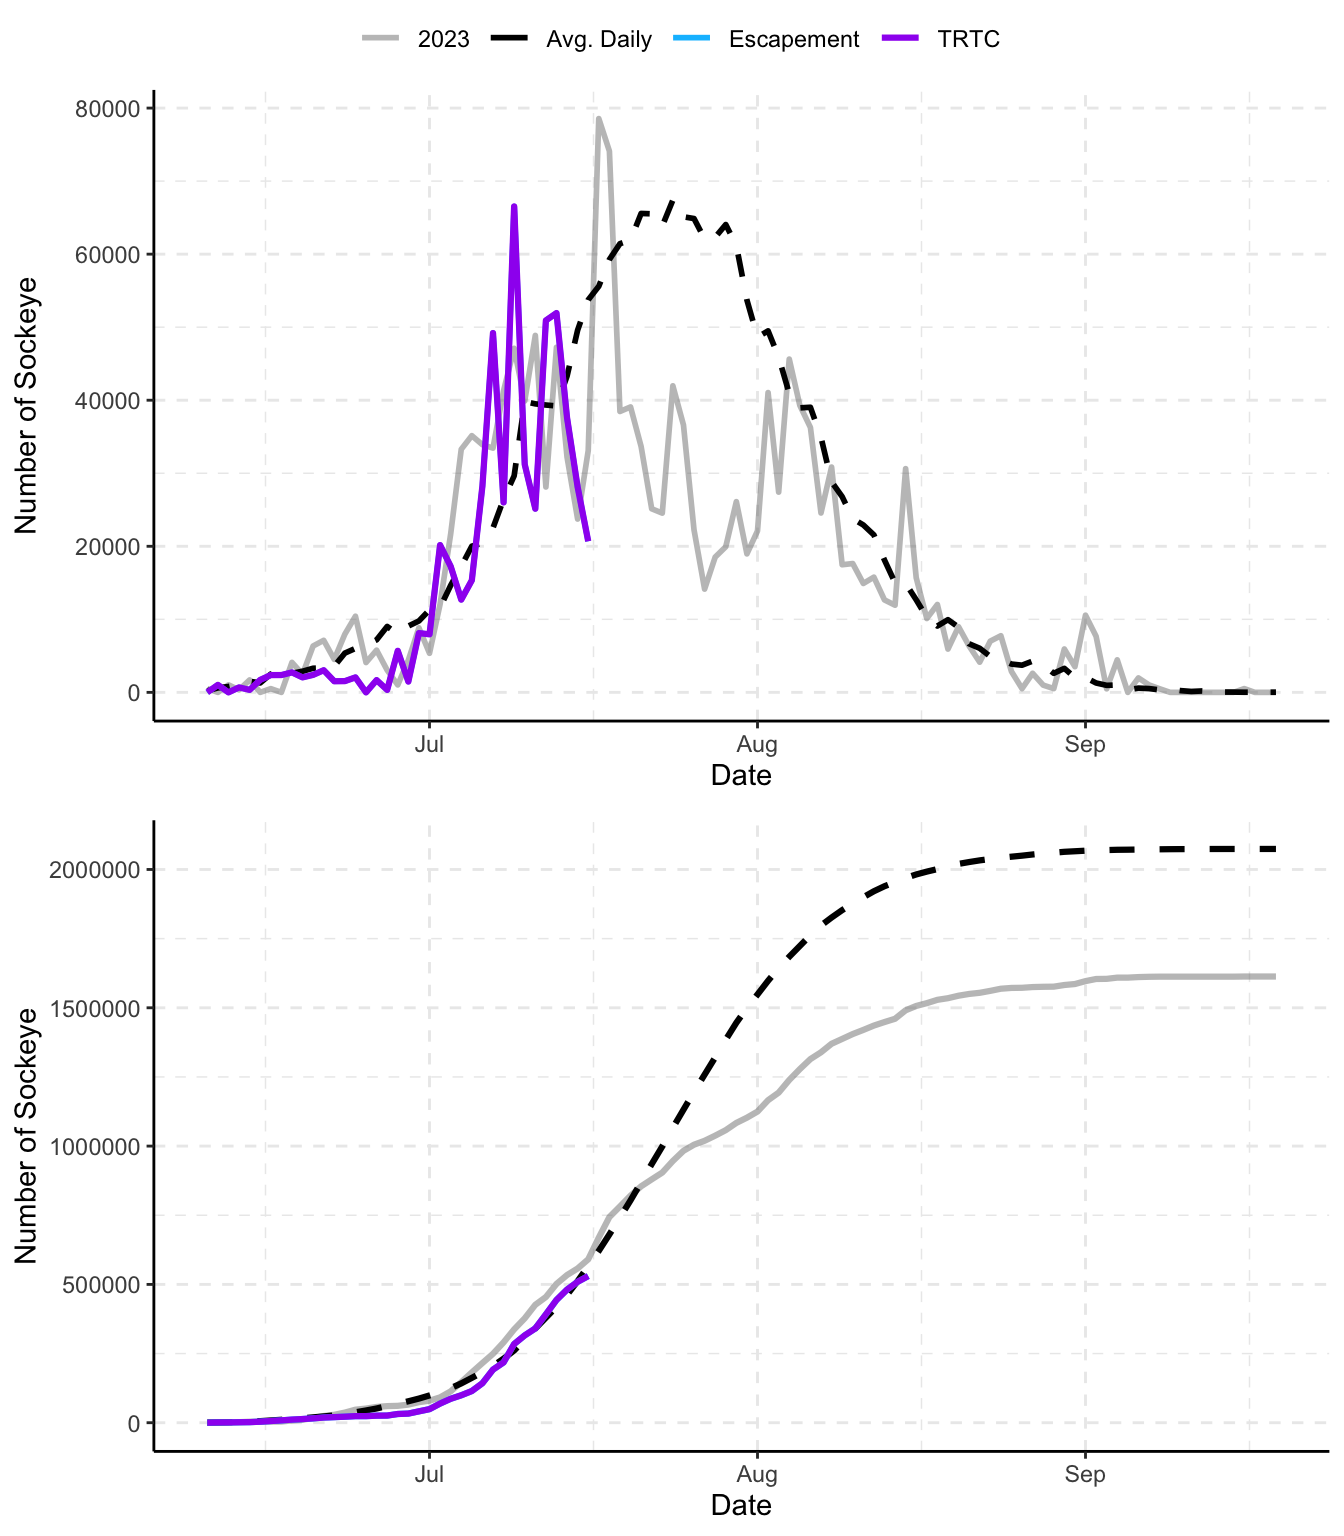 2023 Avg. Daily Escapement TRTC
80000
60000
40000
20000
0
Number of Sockeye
Jul Aug Sep
Date
2000000
1500000
1000000
500000
0
Number of Sockeye
Jul Aug Sep
Date